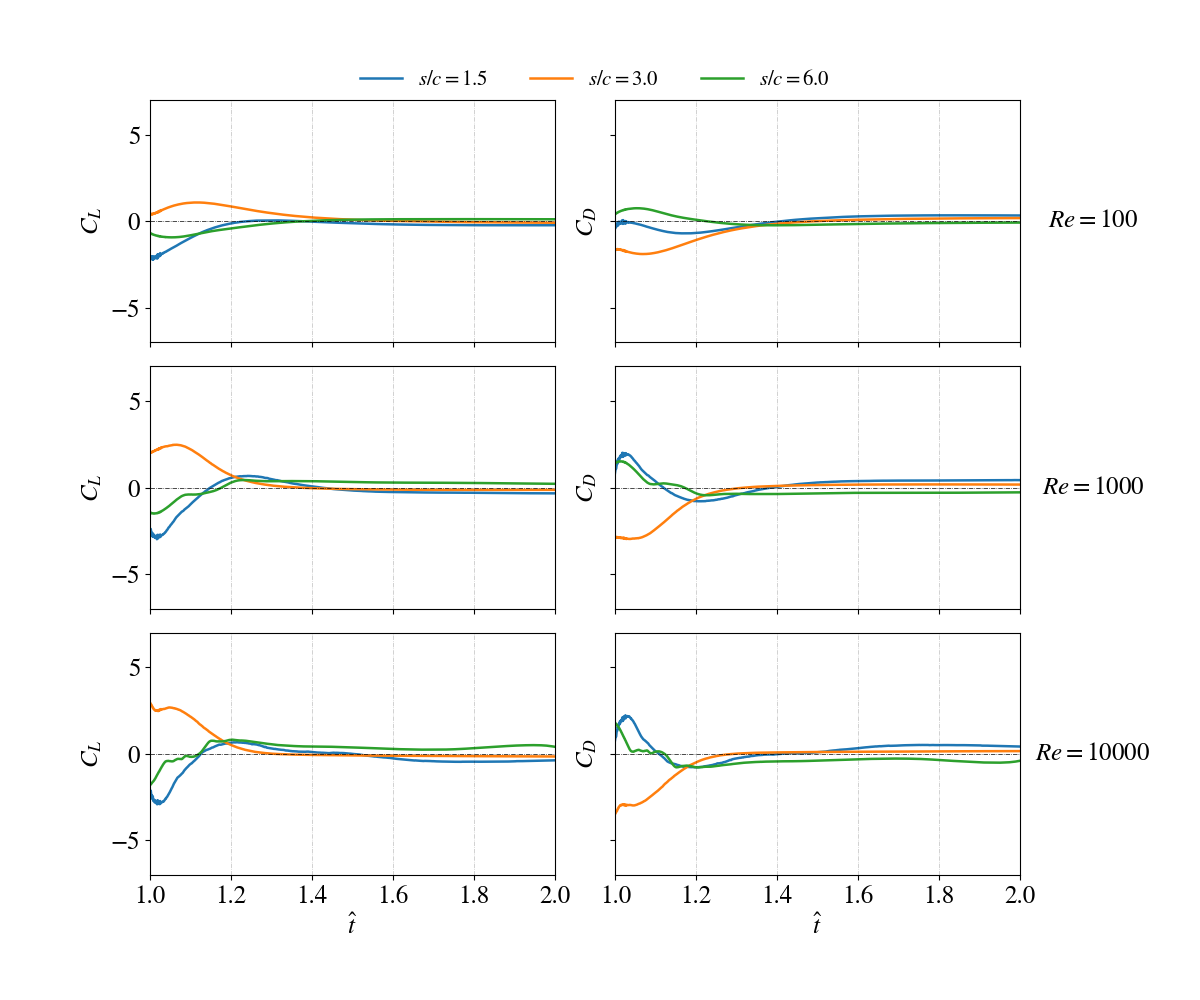 s/c = 1.5 s/c = 3.0 s/c = 6.0
5
0
−5
C_L
C_D
Re = 100
5
0
−5
C_L
C_D
Re = 1000
5
0
−5
C_L
C_D
Re = 10000
1.0 1.2 1.4 1.6 1.8 2.0
1.0 1.2 1.4 1.6 1.8 2.0
t̂
t̂